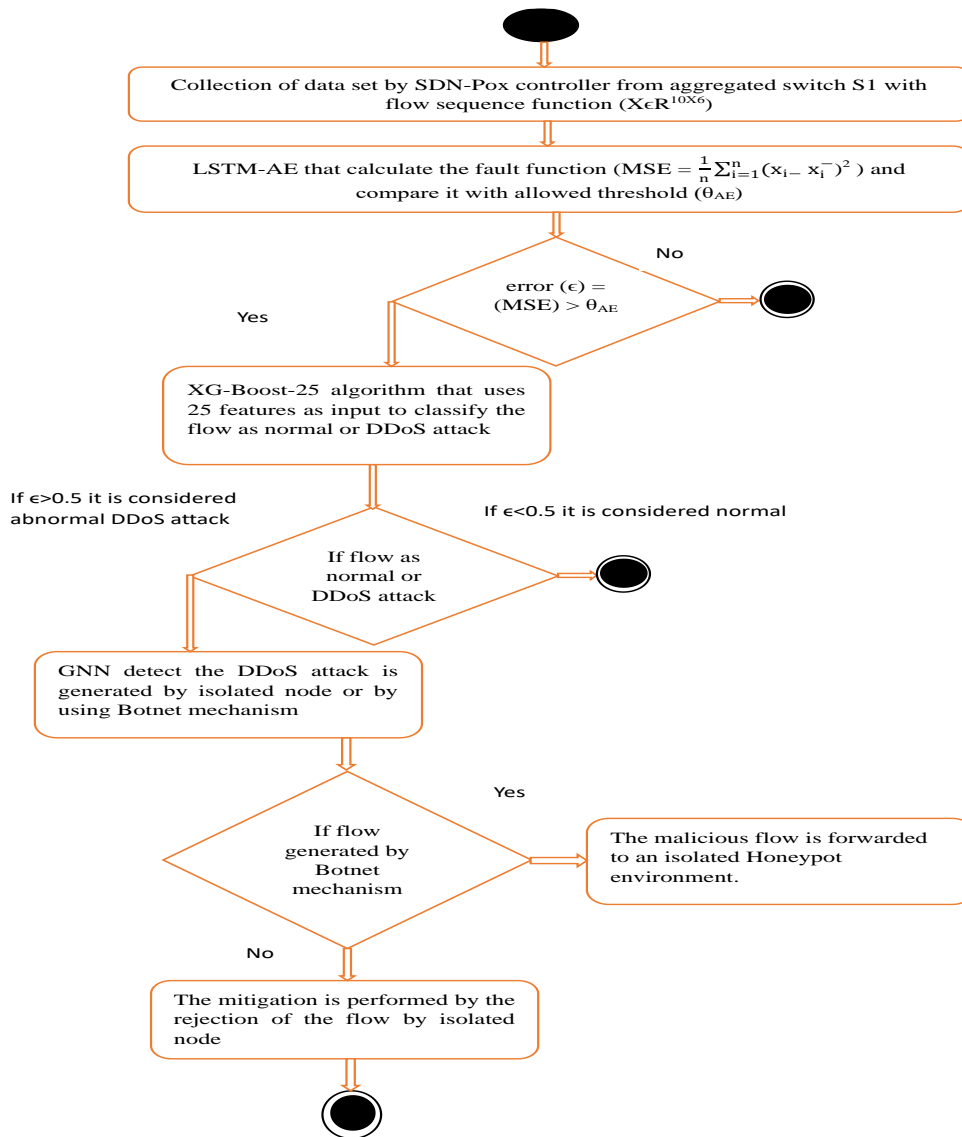 Collection of data set by SDN-Pox controller from aggregated switch S1 with
flow sequence function (XϵR^10X6)
LSTM-AE that calculate the fault function (MSE = 1/n ∑_{i=1}^{n} (x_{i−} x_i^−)^2 ) and
compare it with allowed threshold (θ_AE)
No
error (ϵ) =
(MSE) > θ_AE
Yes
XG-Boost-25 algorithm that uses
25 features as input to classify the
flow as normal or DDoS attack
If ϵ>0.5 it is considered
abnormal DDoS attack
If ϵ<0.5 it is considered normal
If flow as
normal or
DDoS attack
GNN detect the DDoS attack is
generated by isolated node or by
using Botnet mechanism
Yes
If flow
generated by
Botnet
mechanism
The malicious flow is forwarded
to an isolated Honeypot
environment.
No
The mitigation is performed by the
rejection of the flow by isolated
node